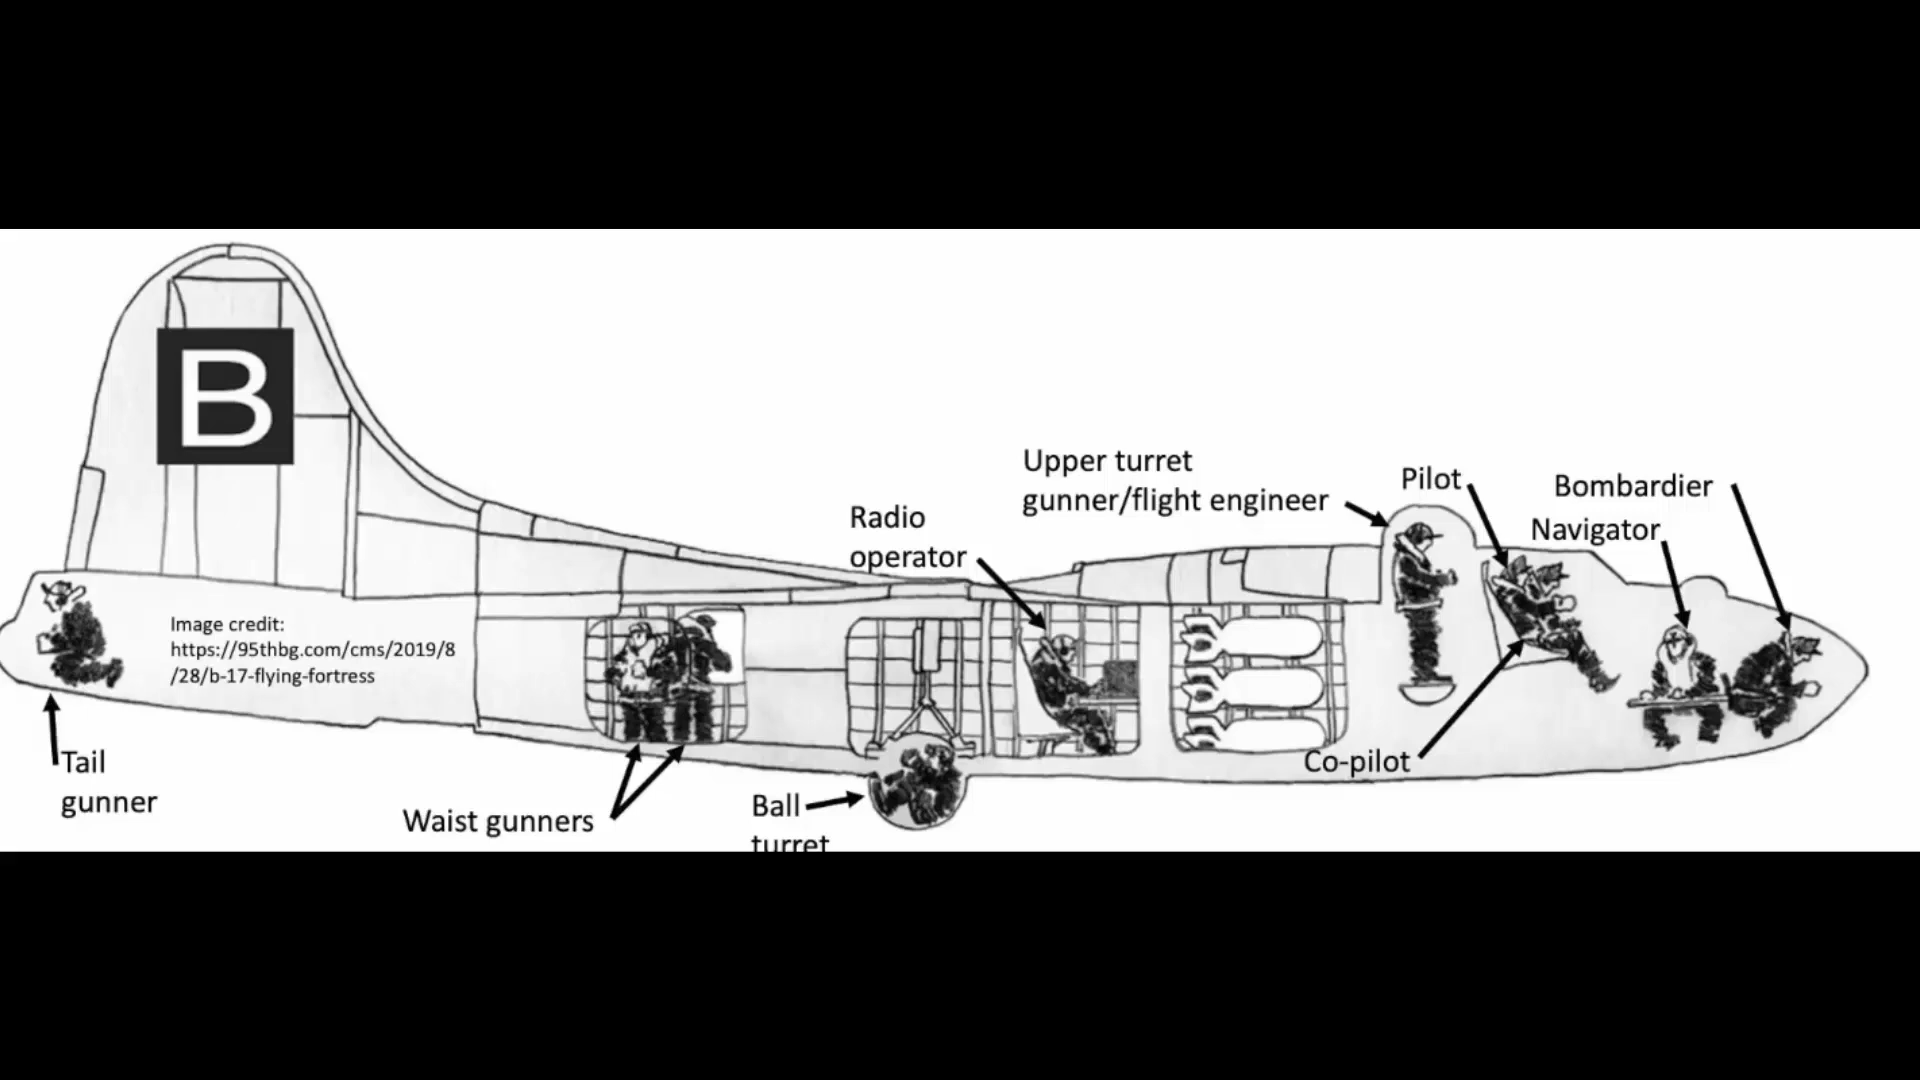 B
Upper turret
gunner/flight engineer
Pilot
Bombardier
Navigator
Radio
operator
Image credit:
https://95thbg.com/cms/2019/8
/28/b-17-flying-fortress
Tail
gunner
Waist gunners
Ball
turret
Co-pilot